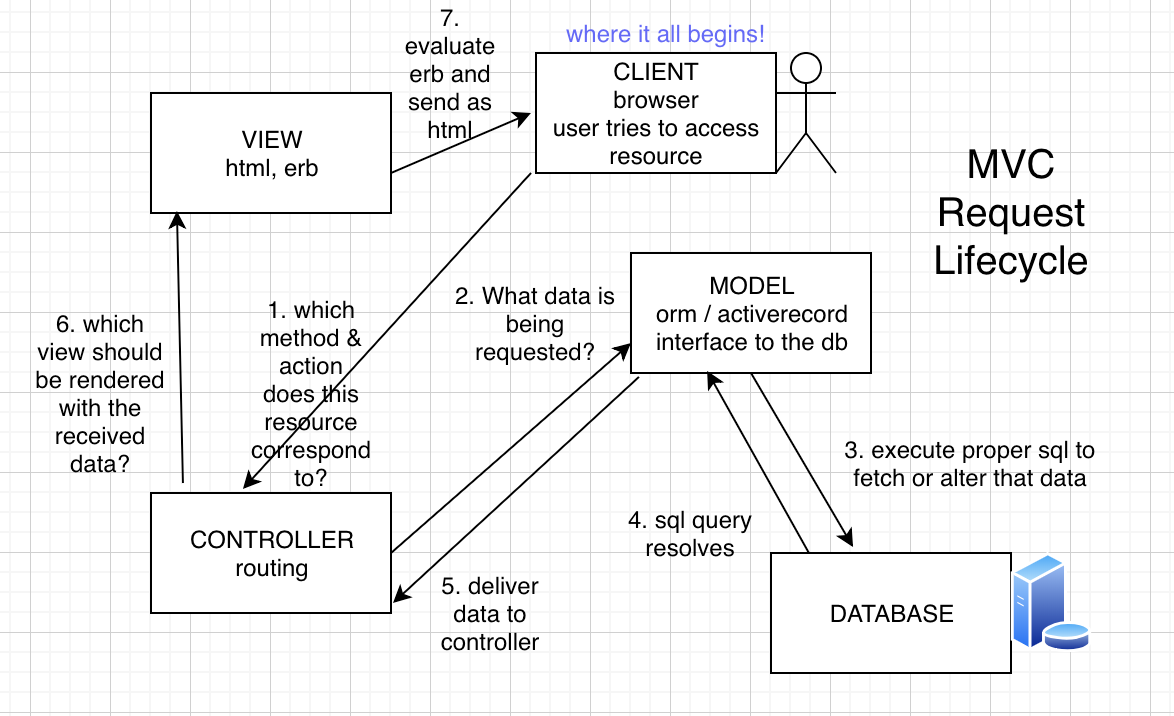 7.
evaluate
erb and
send as
html
where it all begins!
CLIENT
browser
user tries to access
resource
VIEW
html, erb
MVC
Request
Lifecycle
MODEL
orm / activerecord
interface to the db
2. What data is
being
requested?
1. which
method &
action
does this
resource
correspond
to?
6. which
view should
be rendered
with the
received
data?
3. execute proper sql to
fetch or alter that data
4. sql query
resolves
CONTROLLER
routing
5. deliver
data to
controller
DATABASE